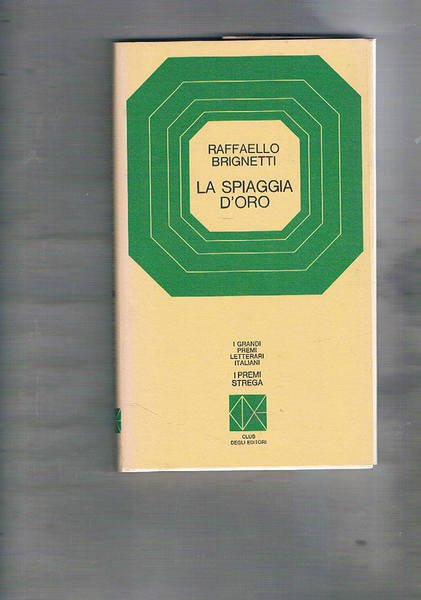 RAFFAELLO
BRIGNETTI
LA SPIAGGIA
D'ORO
I GRANDI
PREMI
LETTERARI
ITALIANI
I PREMI
STREGA
CLUB
DEGLI EDITORI